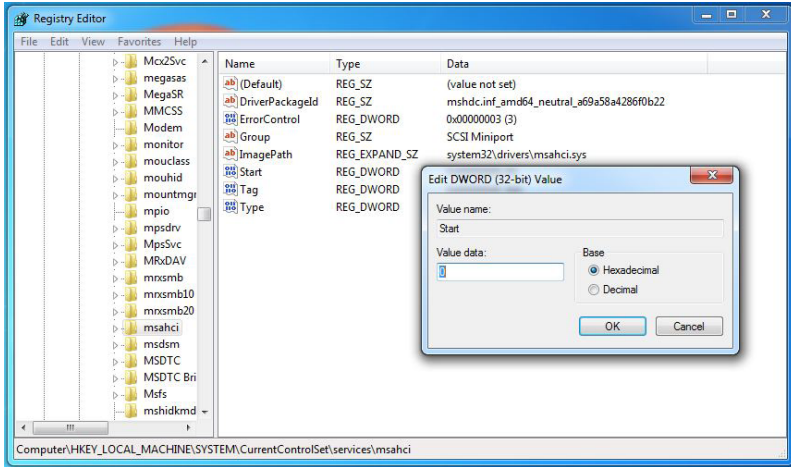 Registry Editor
File Edit View Favorites Help
Mcx2Svc
megasas
MegaSR
MMCSS
Modem
monitor
mouclass
mouhid
mountmgr
mpio
mpsdrv
MpsSvc
MRxDAV
mrxsmb
mrxsmb10
mrxsmb20
msahci
msdsm
MSDTC
MSDTC Bri
Msfs
mshidkmd
Name Type Data
(Default) REG_SZ (value not set)
DriverPackageId REG_SZ mshdc.inf_amd64_neutral_a69a58a4286f0b22
ErrorControl REG_DWORD 0x00000003 (3)
Group REG_SZ SCSI Miniport
ImagePath REG_EXPAND_SZ system32\drivers\msahci.sys
Start REG_DWORD
Tag REG_DWORD
Type REG_DWORD
Edit DWORD (32-bit) Value
Value name:
Start
Value data:
0
Base
Hexadecimal
Decimal
OK Cancel
Computer\HKEY_LOCAL_MACHINE\SYSTEM\CurrentControlSet\services\msahci